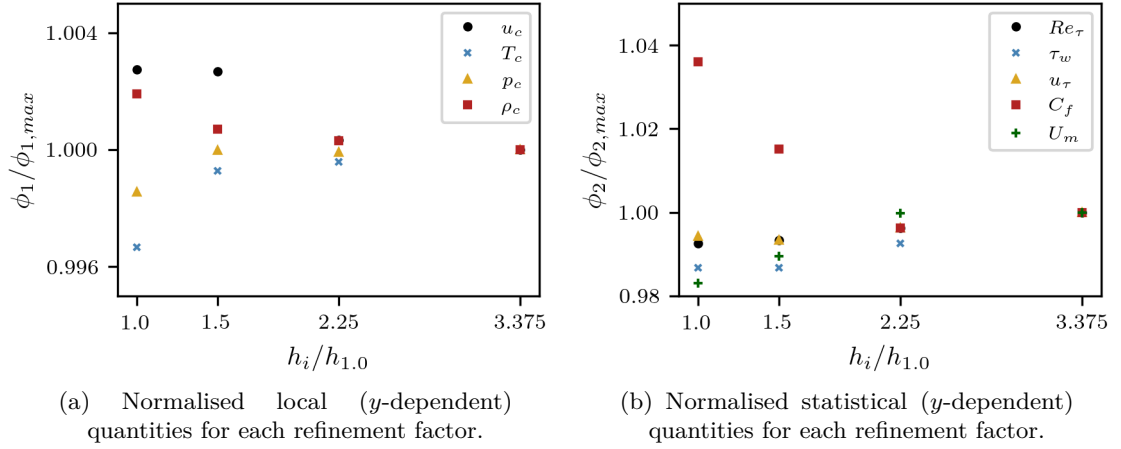 1.004
1.000
0.996
ϕ₁/ϕ₁,max
u_c
T_c
p_c
ρ_c
1.0
1.5
2.25
3.375
h_i/h_1.0
(a) Normalised local (y-dependent)
quantities for each refinement factor.
1.04
1.02
1.00
0.98
ϕ₂/ϕ₂,max
Re_τ
τ_w
u_τ
C_f
U_m
1.0
1.5
2.25
3.375
h_i/h_1.0
(b) Normalised statistical (y-dependent)
quantities for each refinement factor.